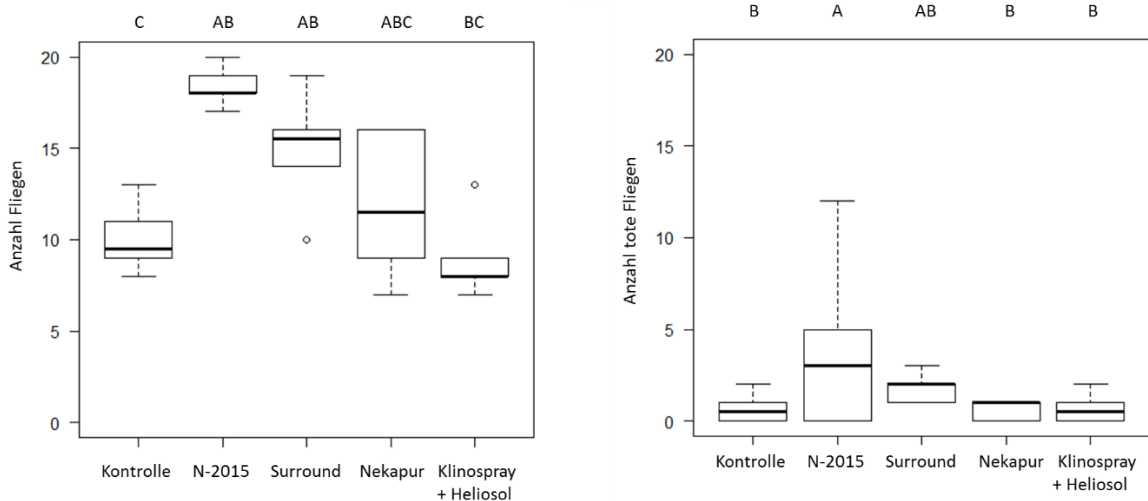 C AB AB ABC BC
20
15
10
5
0
Anzahl Fliegen
Kontrolle N-2015 Surround Nekapur Klinospray
+ Heliosol
B A AB B B
20
15
10
5
0
Anzahl tote Fliegen
Kontrolle N-2015 Surround Nekapur Klinospray
+ Heliosol